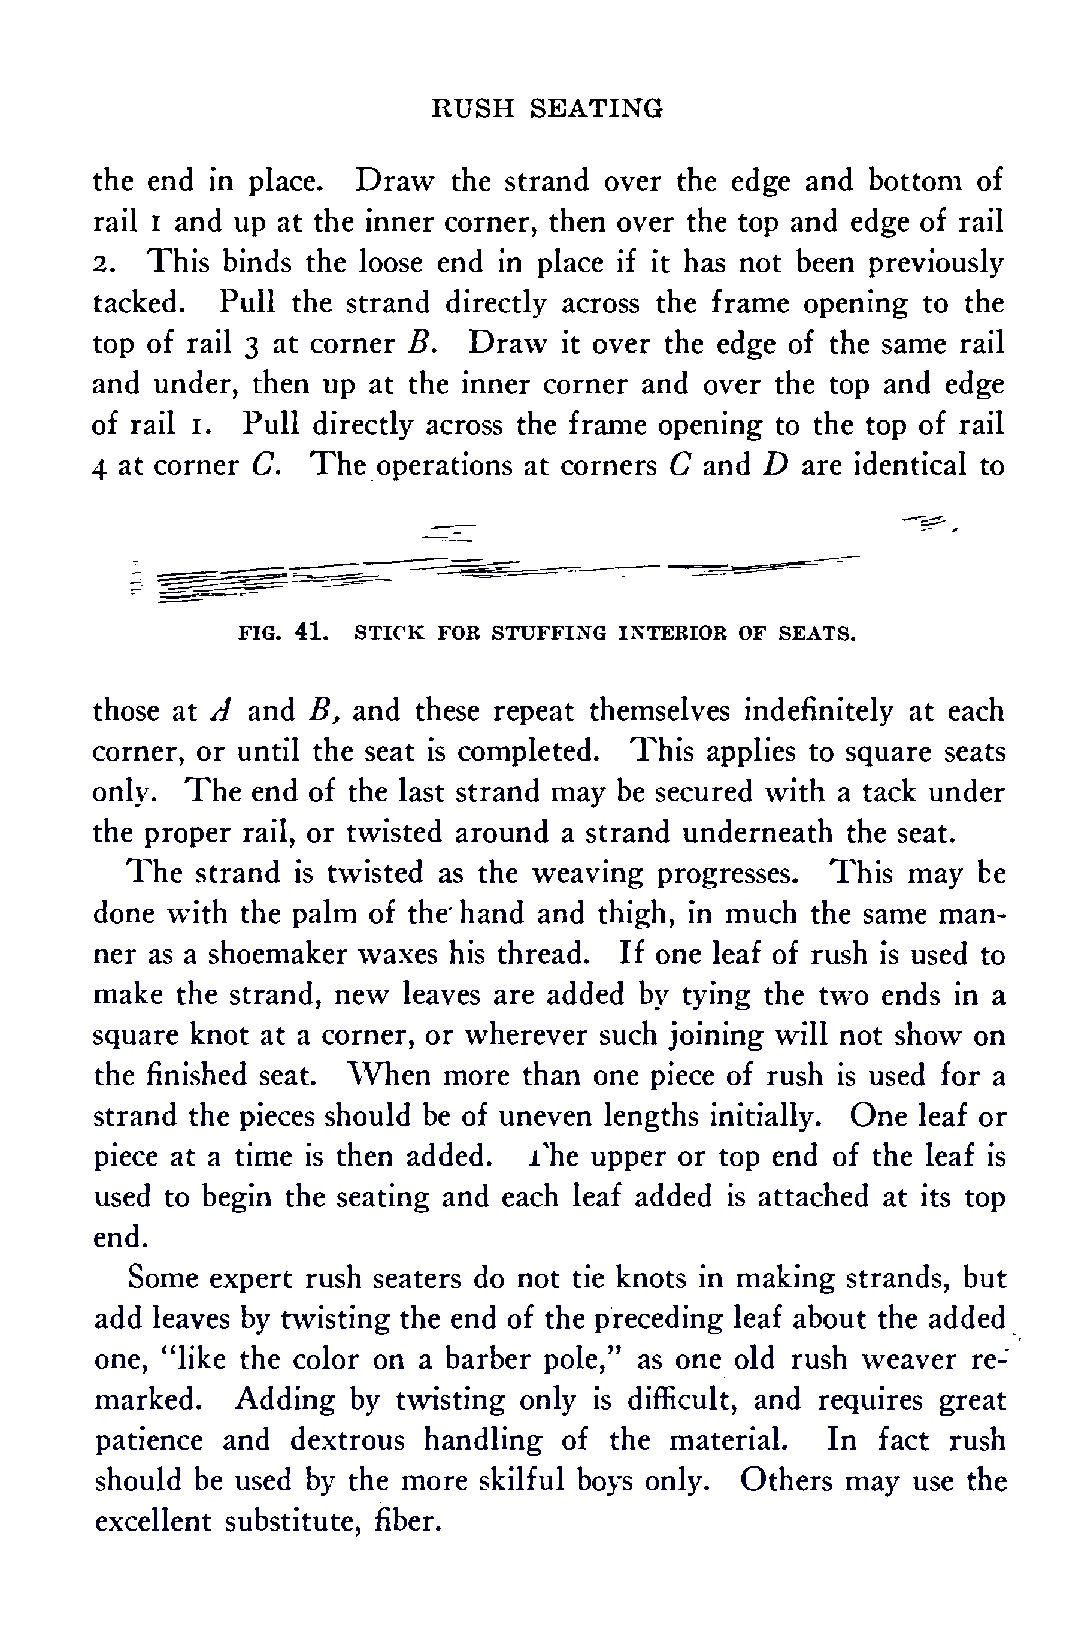 RUSH SEATING
the end in place. Draw the strand over the edge and bottom of
rail 1 and up at the inner corner, then over the top and edge of rail
2. This binds the loose end in place if it has not been previously
tacked. Pull the strand directly across the frame opening to the
top of rail 3 at corner B. Draw it over the edge of the same rail
and under, then up at the inner corner and over the top and edge
of rail 1. Pull directly across the frame opening to the top of rail
4 at corner C. The operations at corners C and D are identical to
FIG. 41. STICK FOR STUFFING INTERIOR OF SEATS.
those at A and B, and these repeat themselves indefinitely at each
corner, or until the seat is completed. This applies to square seats
only. The end of the last strand may be secured with a tack under
the proper rail, or twisted around a strand underneath the seat.
The strand is twisted as the weaving progresses. This may be
done with the palm of the hand and thigh, in much the same man-
ner as a shoemaker waxes his thread. If one leaf of rush is used to
make the strand, new leaves are added by tying the two ends in a
square knot at a corner, or wherever such joining will not show on
the finished seat. When more than one piece of rush is used for a
strand the pieces should be of uneven lengths initially. One leaf or
piece at a time is then added. The upper or top end of the leaf is
used to begin the seating and each leaf added is attached at its top
end.
Some expert rush seaters do not tie knots in making strands, but
add leaves by twisting the end of the preceding leaf about the added
one, "like the color on a barber pole," as one old rush weaver re-
marked. Adding by twisting only is difficult, and requires great
patience and dextrous handling of the material. In fact rush
should be used by the more skilful boys only. Others may use the
excellent substitute, fiber.